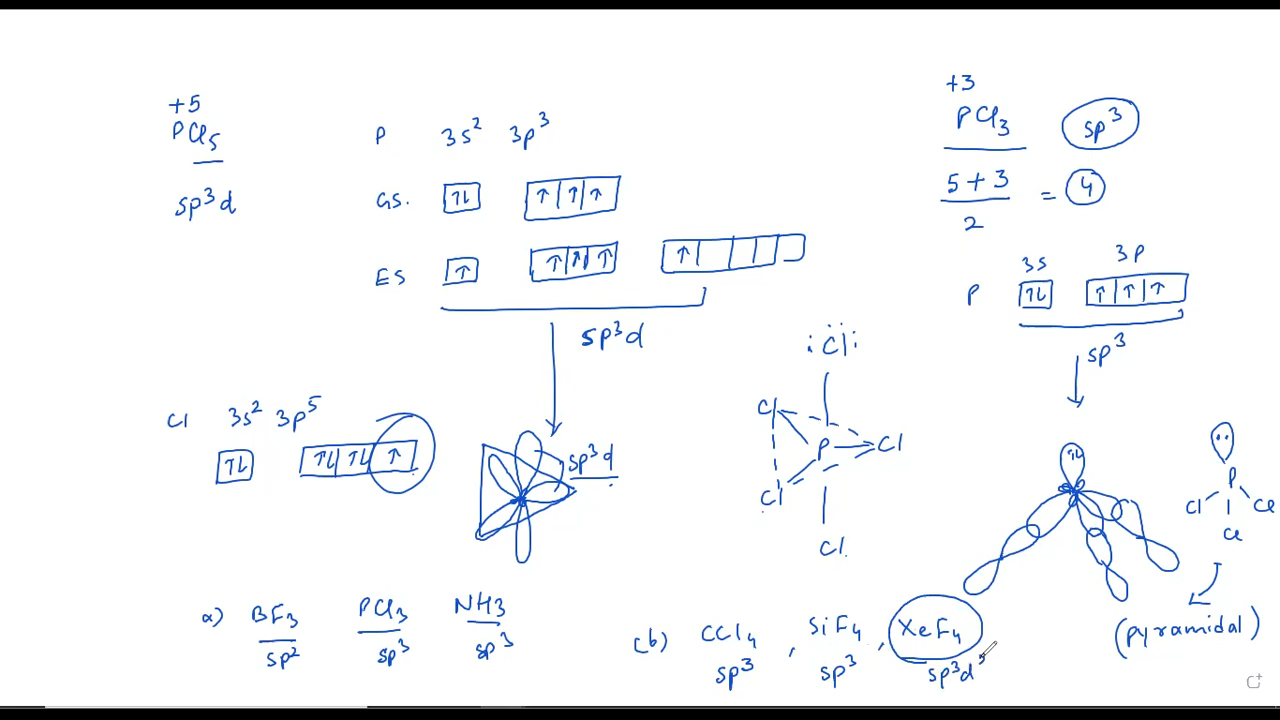 +5
PCl₅
sp³d
P 3s² 3p³
GS. ↑↓ ↑ ↑ ↑
ES ↑ ↑ ↑ ↑ ↑
sp³d
Cl 3s² 3p⁵
↑↓ ↑↓ ↑↓ ↑
sp³d
Cl
Cl P Cl
Cl
Cl
+3
PCl₃ sp³
5+3
2
= 4
3s 3p
P ↑↓ ↑ ↑ ↑
sp³
↑↓
P
Cl Cl Cl
(pyramidal)
a) BF₃ PCl₃ NH₃
sp² sp³ sp³
(b) CCl₄ , SiF₄ , XeF₄
sp³ sp³ sp³d